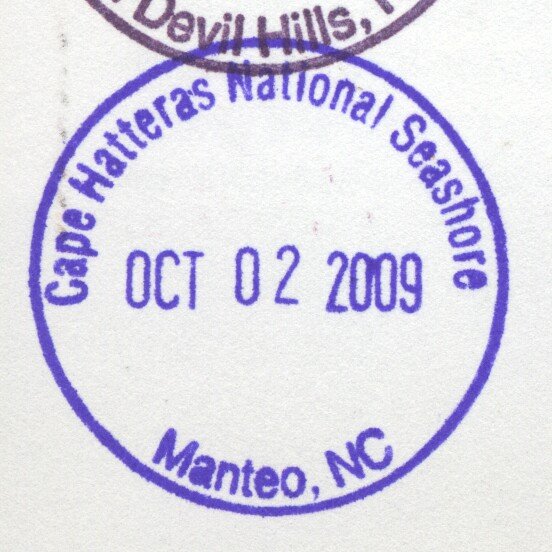 Devil Hills,
Cape Hatteras National Seashore
OCT 02 2009
Manteo, NC